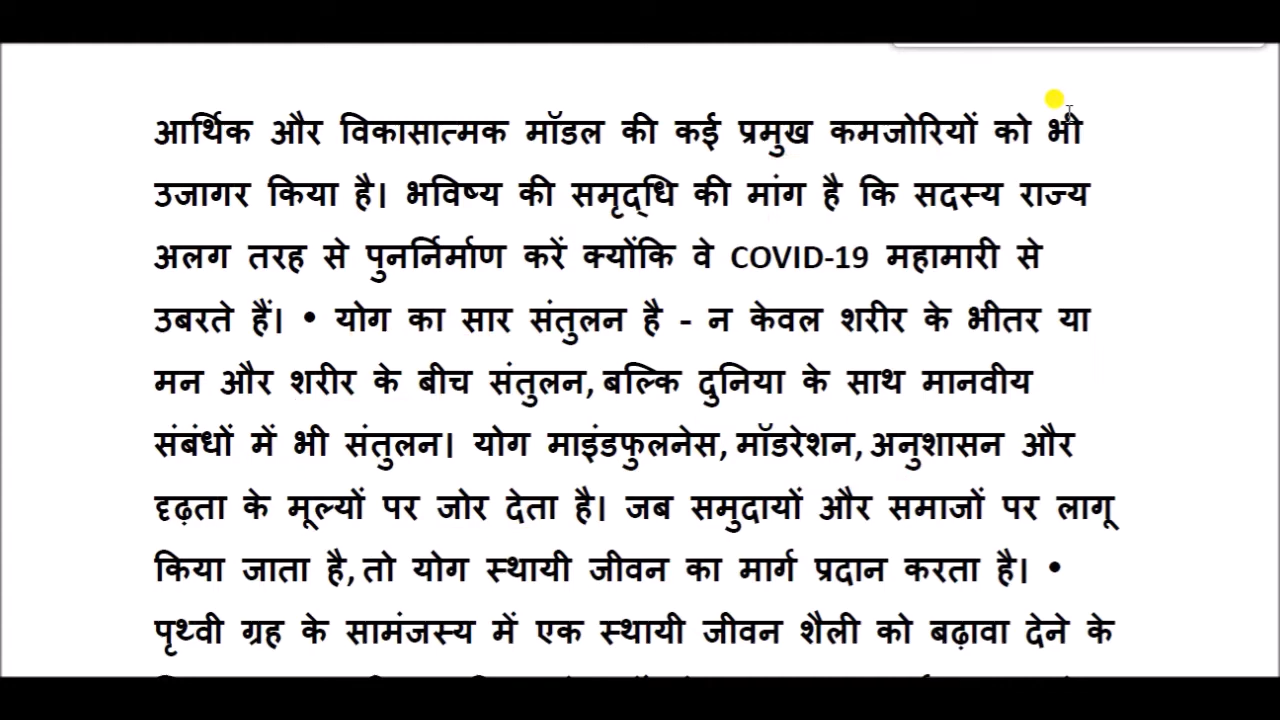 आर्थिक और विकासात्मक मॉडल की कई प्रमुख कमजोरियों को भी
उजागर किया है। भविष्य की समृद्धि की मांग है कि सदस्य राज्य
अलग तरह से पुनर्निर्माण करें क्योंकि वे COVID-19 महामारी से
उबरते हैं। • योग का सार संतुलन है - न केवल शरीर के भीतर या
मन और शरीर के बीच संतुलन, बल्कि दुनिया के साथ मानवीय
संबंधों में भी संतुलन। योग माइंडफुलनेस, मॉडरेशन, अनुशासन और
दृढ़ता के मूल्यों पर जोर देता है। जब समुदायों और समाजों पर लागू
किया जाता है, तो योग स्थायी जीवन का मार्ग प्रदान करता है। •
पृथ्वी ग्रह के सामंजस्य में एक स्थायी जीवन शैली को बढ़ावा देने के